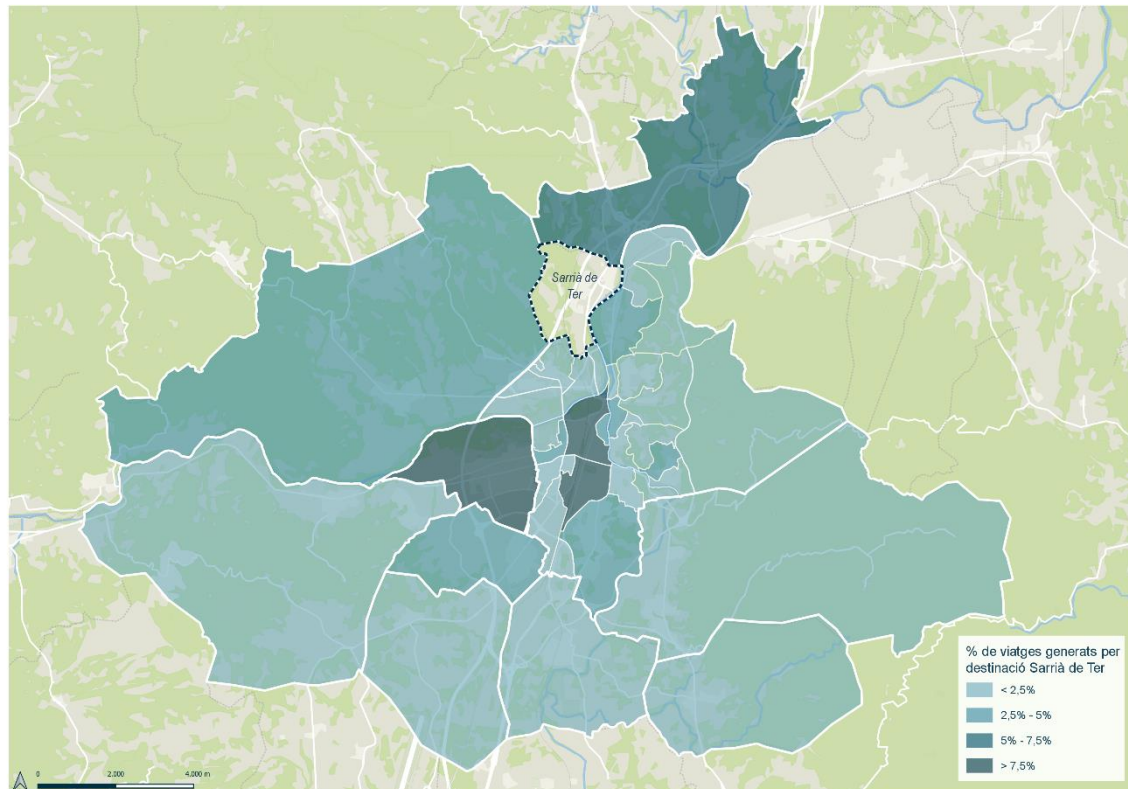 Sarrià de
Ter
% de viatges generats per
destinació Sarrià de Ter
< 2,5%
2,5% - 5%
5% - 7,5%
> 7,5%
0 2.000 4.000 m